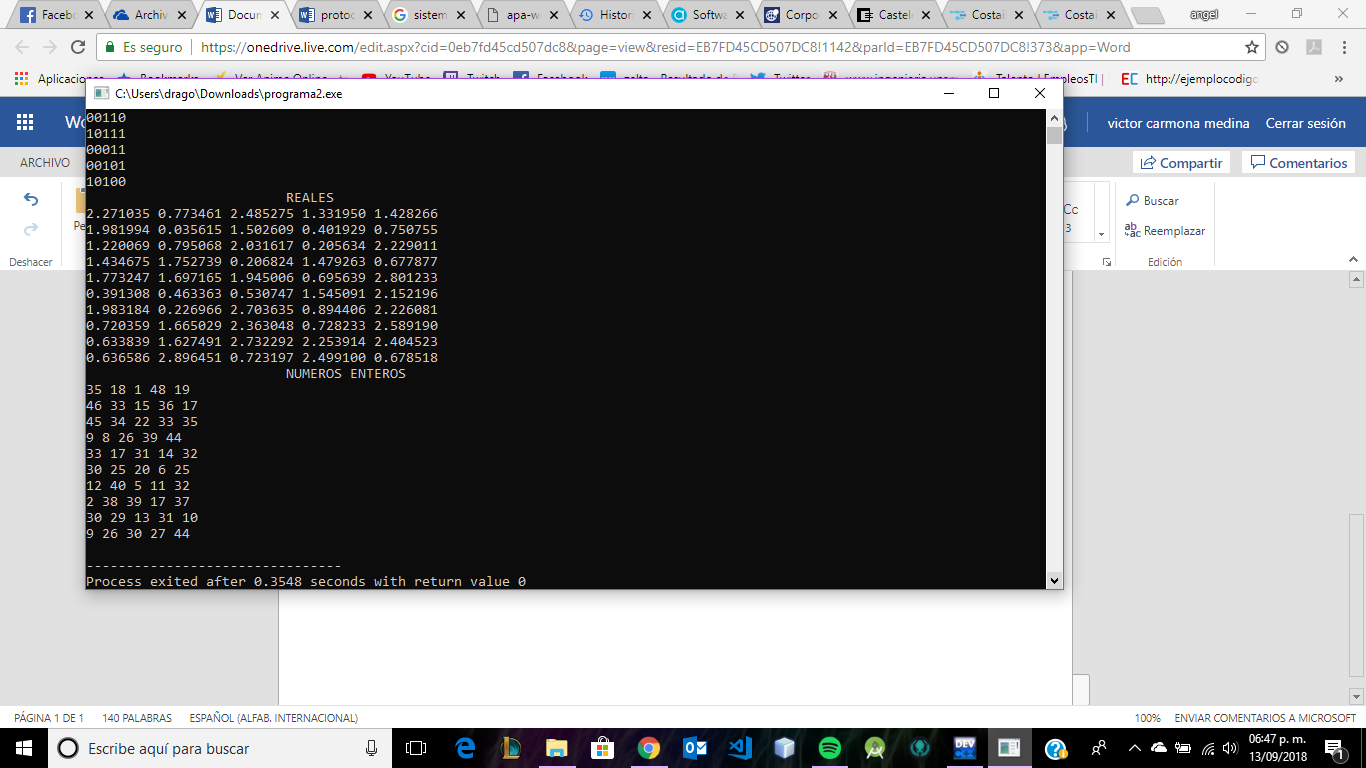 Faceb
Archiv
Docum
protoc
sistem
apa-w
Histori
Softwa
Corpo
Castel
Costai
Costai
angel
Es seguro
https://onedrive.live.com/edit.aspx?cid=0eb7fd45cd507dc8&page=view&resid=EB7FD45CD507DC8!1142&parId=EB7FD45CD507DC8!373&app=Word
Aplicacione
http://ejemplocodigo
C:\Users\drago\Downloads\programa2.exe
victor carmona medina
Cerrar sesión
ARCHIVO
Compartir
Comentarios
Deshacer
Buscar
Reemplazar
Edición
00110
10111
00011
00101
10100
REALES
2.271035 0.773461 2.485275 1.331950 1.428266
1.981994 0.035615 1.502609 0.401929 0.750755
1.220069 0.795068 2.031617 0.205634 2.229011
1.434675 1.752739 0.206824 1.479263 0.677877
1.773247 1.697165 1.945006 0.695639 2.801233
0.391308 0.463363 0.530747 1.545091 2.152196
1.983184 0.226966 2.703635 0.894406 2.226081
0.720359 1.665029 2.363048 0.728233 2.589190
0.633839 1.627491 2.732292 2.253914 2.404523
0.636586 2.896451 0.723197 2.499100 0.678518
NUMEROS ENTEROS
35 18 1 48 19
46 33 15 36 17
45 34 22 33 35
9 8 26 39 44
33 17 31 14 32
30 25 20 6 25
12 40 5 11 32
2 38 39 17 37
30 29 13 31 10
9 26 30 27 44
--------------------------------
Process exited after 0.3548 seconds with return value 0
PÁGINA 1 DE 1
140 PALABRAS
ESPAÑOL (ALFAB. INTERNACIONAL)
100%
ENVIAR COMENTARIOS A MICROSOFT
Escribe aquí para buscar
DEV
06:47 p. m.
13/09/2018